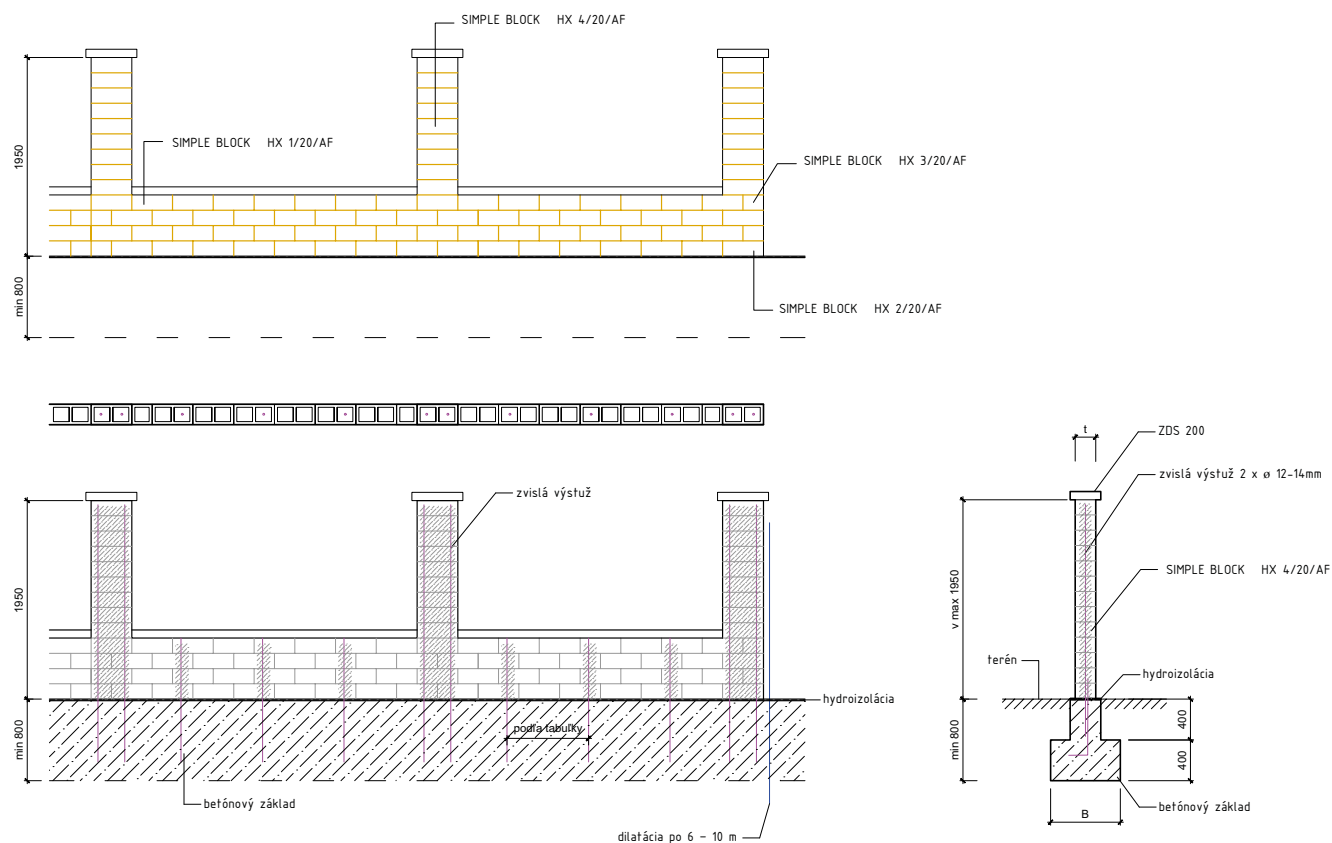 SIMPLE BLOCK HX 4/20/AF
SIMPLE BLOCK HX 1/20/AF
SIMPLE BLOCK HX 3/20/AF
1950
min 800
SIMPLE BLOCK HX 2/20/AF
t
ZDS 200
zvislá výstuž
zvislá výstuž 2 x ø 12-14mm
1950
v max 1950
SIMPLE BLOCK HX 4/20/AF
terén
hydroizolácia
hydroizolácia
min 800
podľa tabuľky
min 800
400
400
betónový základ
B
betónový základ
dilatácia po 6 - 10 m